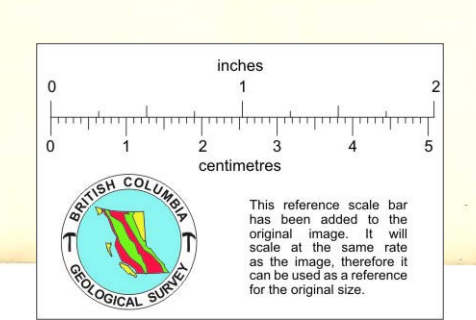 inches
0 1 2
0 1 2 3 4 5
centimetres
BRITISH COLUMBIA
GEOLOGICAL SURVEY
This reference scale bar
has been added to the
original image. It will
scale at the same rate
as the image, therefore it
can be used as a reference
for the original size.